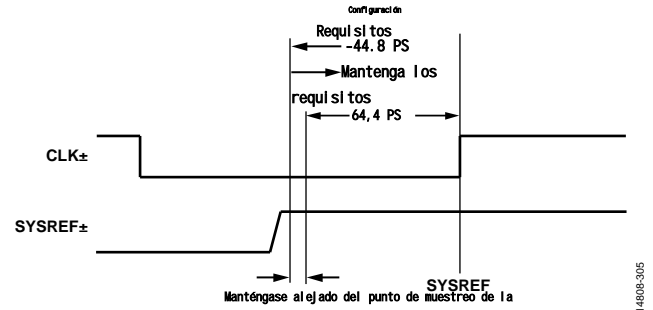 Configuración
Requisitos
-44.8 PS
Mantenga los
requisitos
64,4 PS
CLK±
SYSREF±
SYSREF
Manténgase alejado del punto de muestreo de la
14808-305